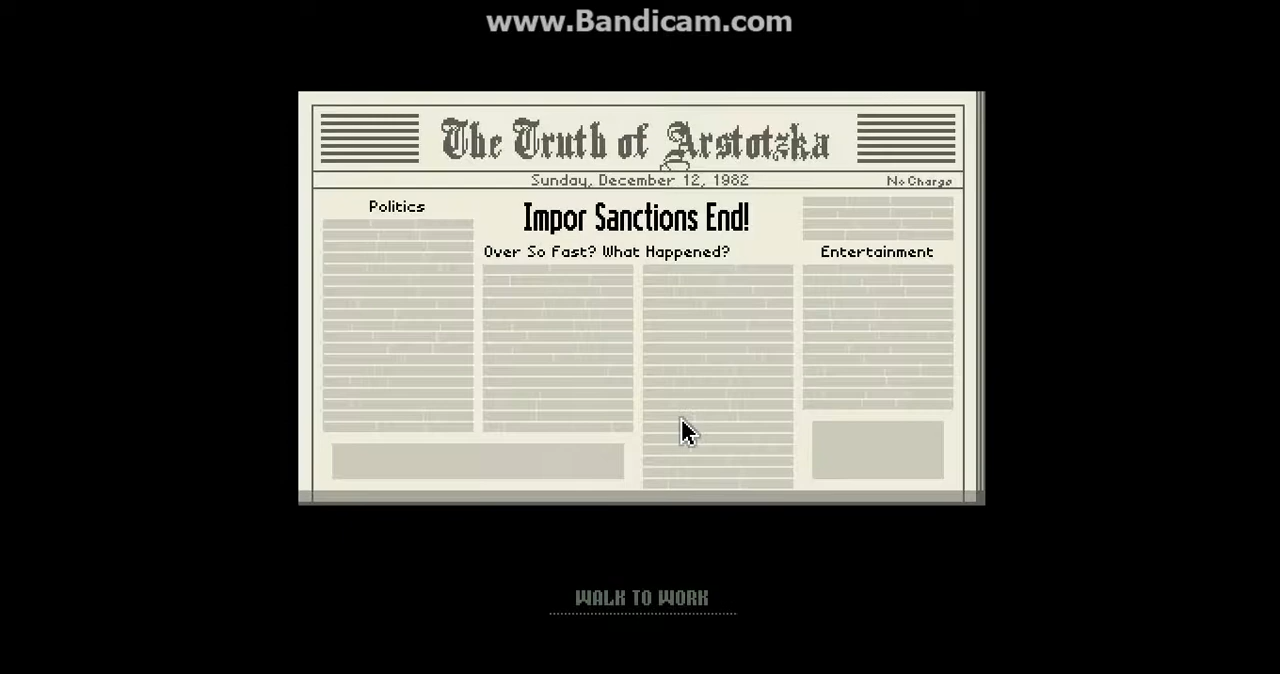 www.Bandicam.com
The Truth of Arstotzka
Sunday, December 12, 1982
No Charge
Politics
Impor Sanctions End!
Over So Fast? What Happened?
Entertainment
WALK TO WORK